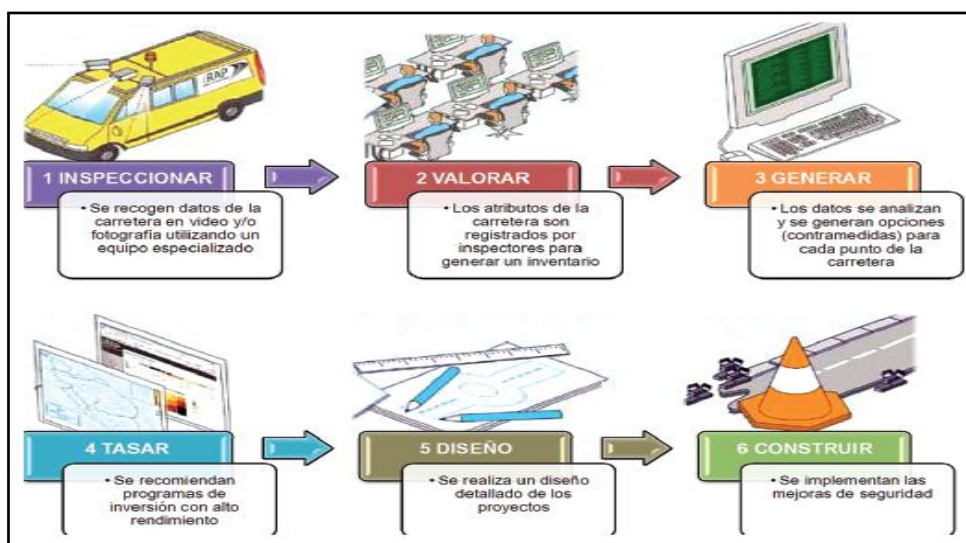 iRAP
1 INSPECCIONAR
• Se recogen datos de la
carretera en video y/o
fotografía utilizando un
equipo especializado
2 VALORAR
• Los atributos de la
carretera son
registrados por
inspectores para
generar un inventario
3 GENERAR
• Los datos se analizan
y se generan opciones
(contramedidas) para
cada punto de la
carretera
4 TASAR
• Se recomiendan
programas de
inversión con alto
rendimiento
5 DISEÑO
• Se realiza un diseño
detallado de los
proyectos
6 CONSTRUIR
• Se implementan las
mejoras de seguridad